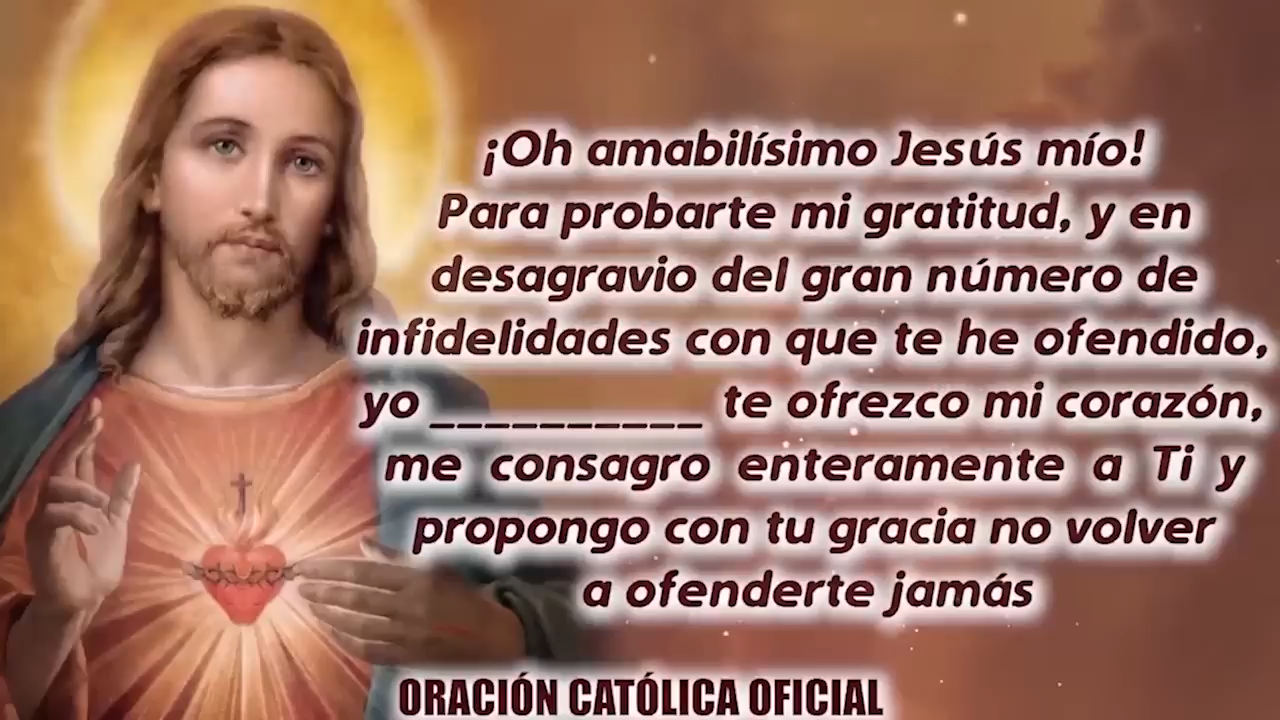 ¡Oh amabilísimo Jesús mío!
Para probarte mi gratitud, y en
desagravio del gran número de
infidelidades con que te he ofendido,
yo __________ te ofrezco mi corazón,
me consagro enteramente a Ti y
propongo con tu gracia no volver
a ofenderte jamás
ORACIÓN CATÓLICA OFICIAL